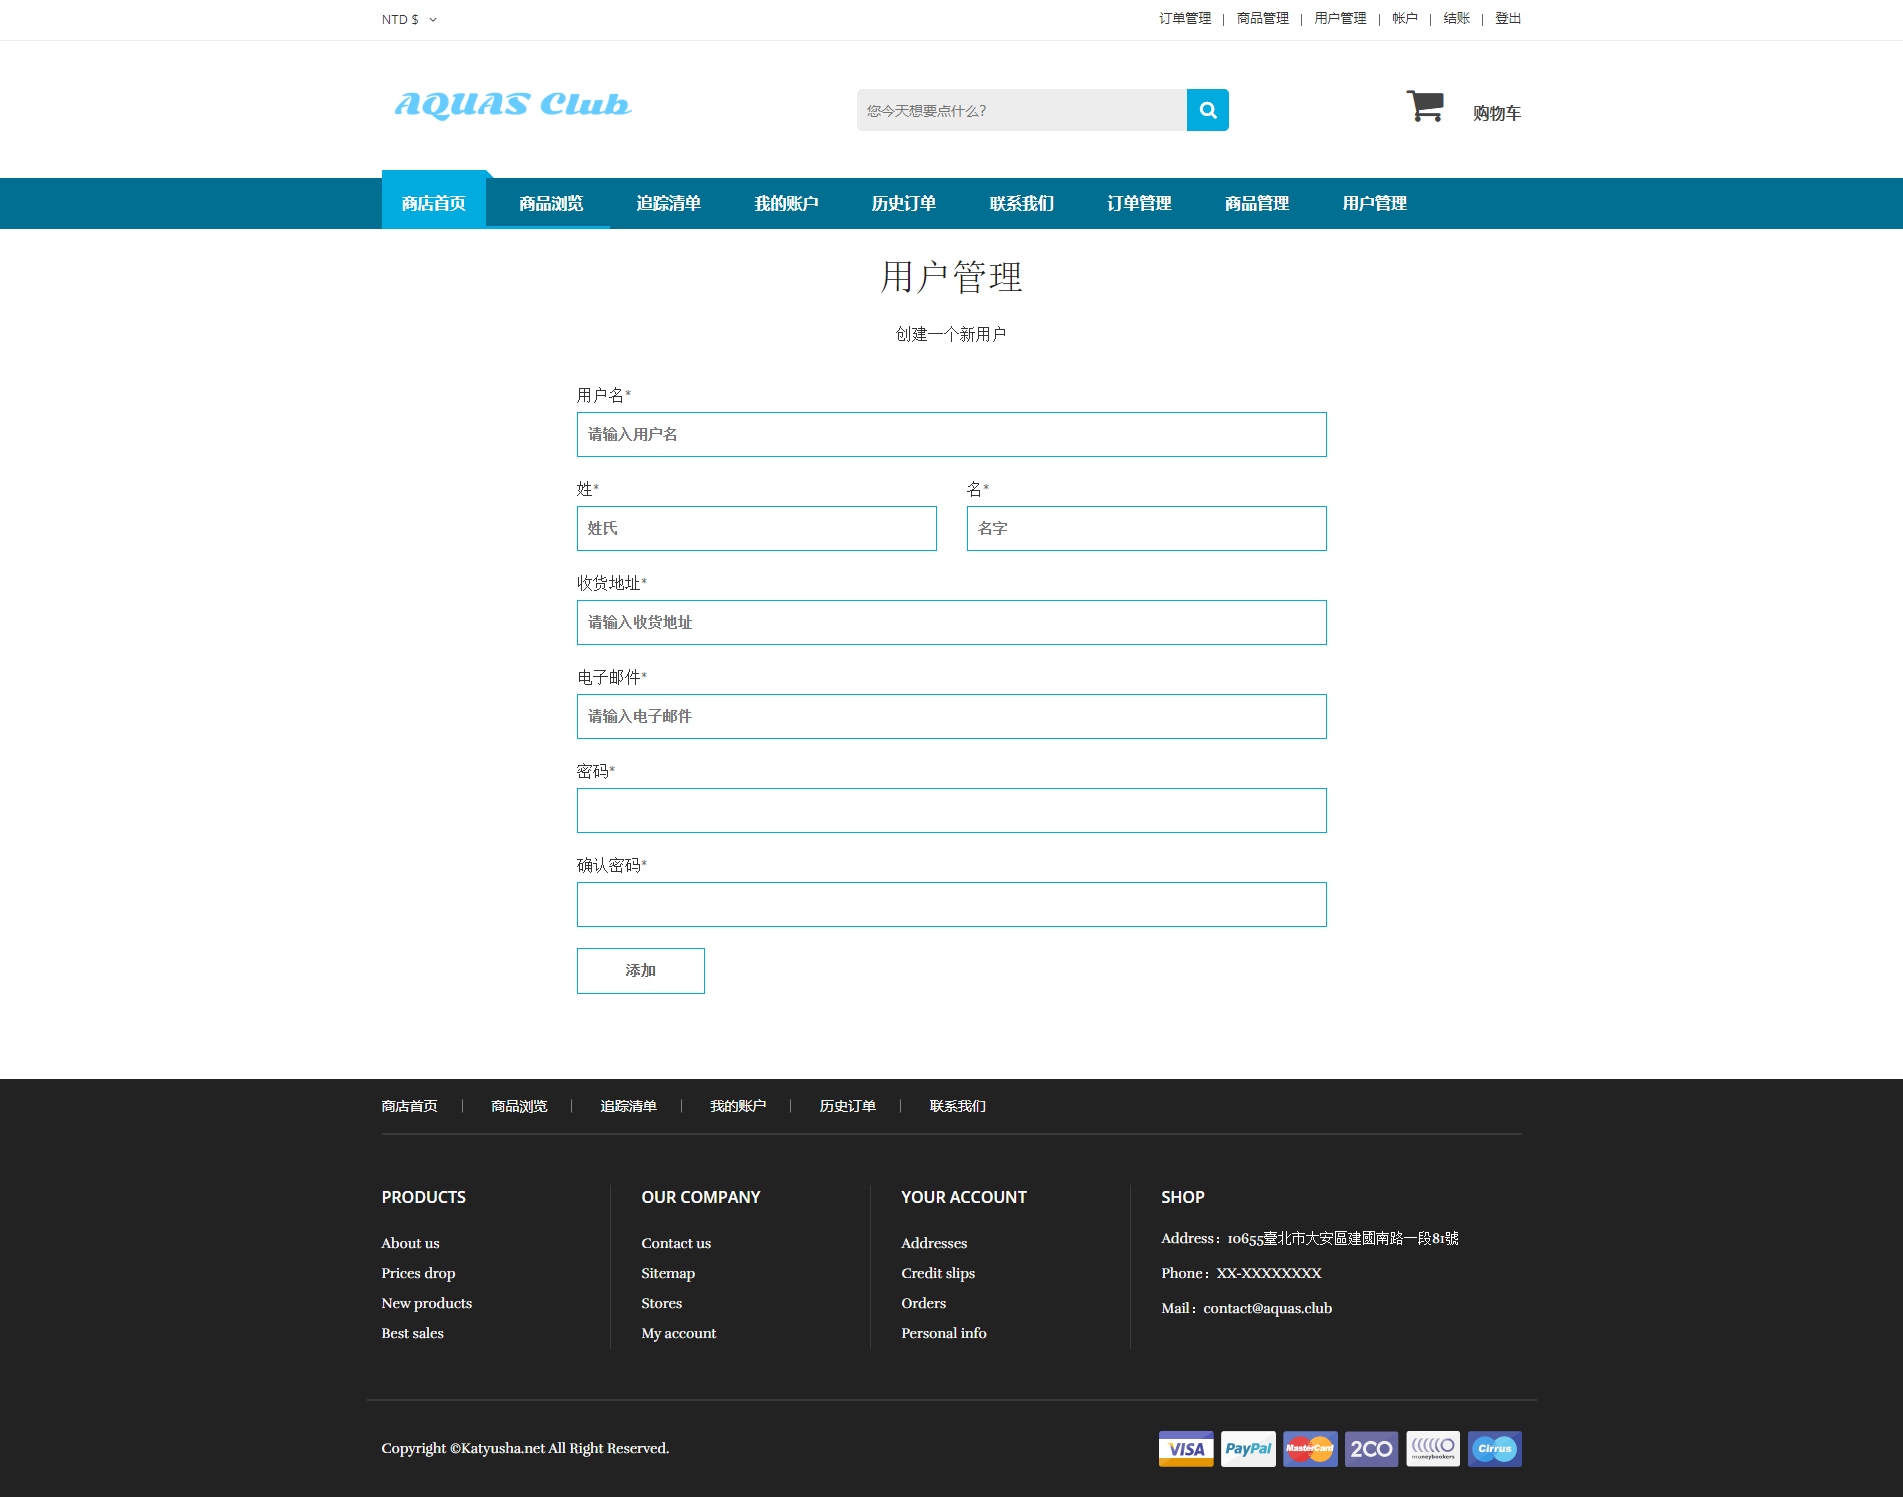 NTD $
订单管理 | 商品管理 | 用户管理 | 帐户 | 结账 | 登出
AQUAS Club
您今天想要点什么？
购物车
商店首页 商品浏览 追踪清单 我的账户 历史订单 联系我们 订单管理 商品管理 用户管理
用户管理
创建一个新用户
用户名*
请输入用户名
姓* 名*
姓氏 名字
收货地址*
请输入收货地址
电子邮件*
请输入电子邮件
密码*
确认密码*
添加
商店首页 | 商品浏览 | 追踪清单 | 我的账户 | 历史订单 | 联系我们
PRODUCTS
About us
Prices drop
New products
Best sales
OUR COMPANY
Contact us
Sitemap
Stores
My account
YOUR ACCOUNT
Addresses
Credit slips
Orders
Personal info
SHOP
Address：10655臺北市大安區建國南路一段81號
Phone：XX-XXXXXXXX
Mail：contact@aquas.club
Copyright ©Katyusha.net All Right Reserved.
VISA PayPal MasterCard 2CO moneybookers Cirrus